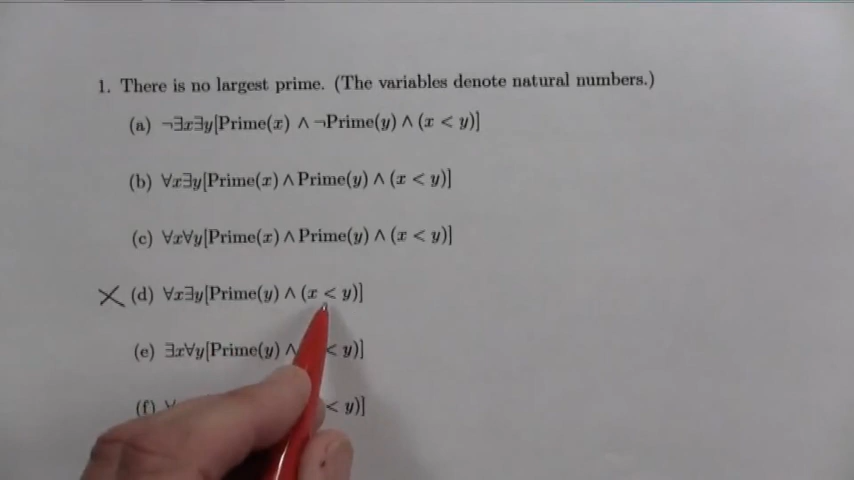 1. There is no largest prime. (The variables denote natural numbers.)
(a) ¬∃x∃y[Prime(x) ∧ ¬Prime(y) ∧ (x < y)]
(b) ∀x∃y[Prime(x) ∧ Prime(y) ∧ (x < y)]
(c) ∀x∀y[Prime(x) ∧ Prime(y) ∧ (x < y)]
(d) ∀x∃y[Prime(y) ∧ (x < y)]
(e) ∃x∀y[Prime(y) ∧ < y)]
(f) < y)]